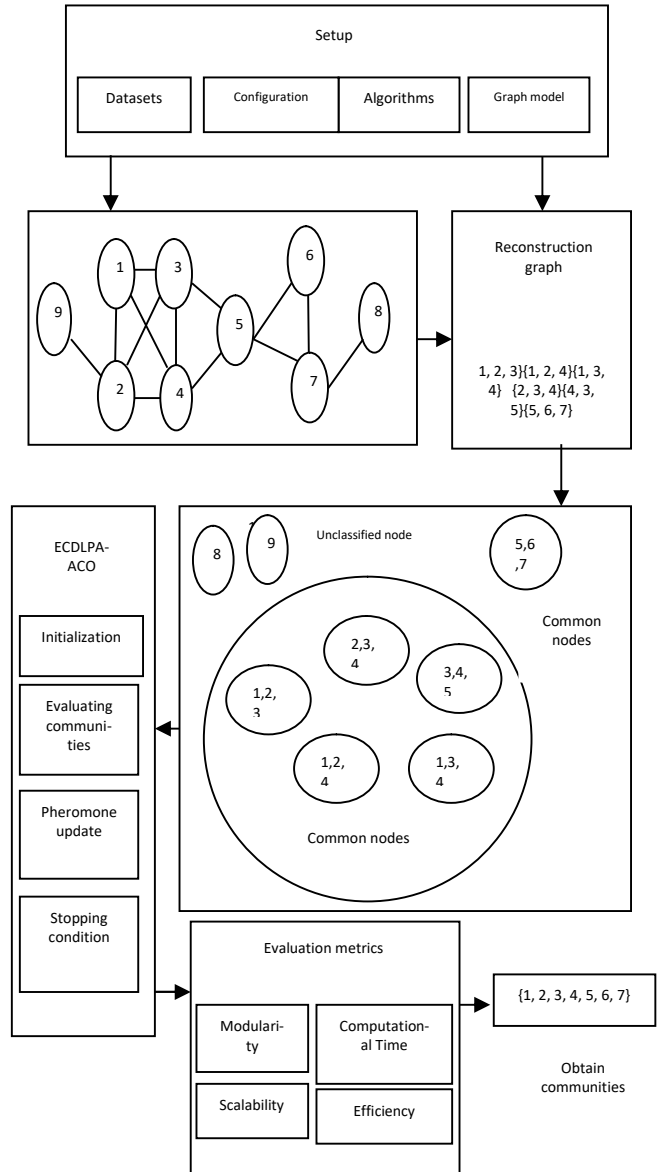 Setup
Datasets
Configuration
Algorithms
Graph model
1
3
6
9
5
8
2
4
7
Reconstruction
graph
1, 2, 3}{1, 2, 4}{1, 3,
4} {2, 3, 4}{4, 3,
5}{5, 6, 7}
ECDLPA-
ACO
Initialization
Evaluating
communi-
ties
Pheromone
update
Stopping
condition
8
1
9
Unclassified node
5,6
,7
Common
nodes
2,3,
4
3,4,
5
1,2,
3
1,2,
4
1,3,
4
Common nodes
Evaluation metrics
Modulari-
ty
Computation-
al Time
Scalability
Efficiency
{1, 2, 3, 4, 5, 6, 7}
Obtain
communities